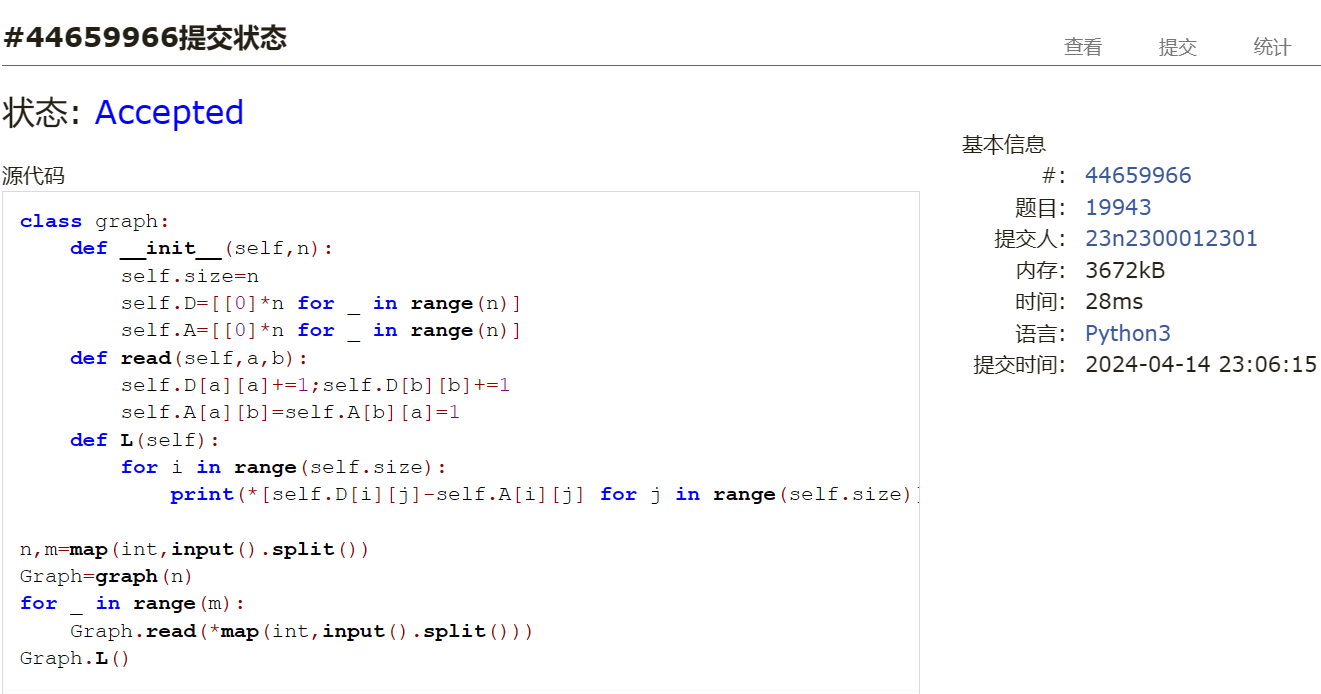 #44659966提交状态
查看 提交 统计
状态: Accepted
源代码
class graph:
    def __init__(self,n):
        self.size=n
        self.D=[[0]*n for _ in range(n)]
        self.A=[[0]*n for _ in range(n)]
    def read(self,a,b):
        self.D[a][a]+=1;self.D[b][b]+=1
        self.A[a][b]=self.A[b][a]=1
    def L(self):
        for i in range(self.size):
            print(*[self.D[i][j]-self.A[i][j] for j in range(self.size)]
n,m=map(int,input().split())
Graph=graph(n)
for _ in range(m):
    Graph.read(*map(int,input().split()))
Graph.L()
基本信息
#: 44659966
题目: 19943
提交人: 23n2300012301
内存: 3672kB
时间: 28ms
语言: Python3
提交时间: 2024-04-14 23:06:15